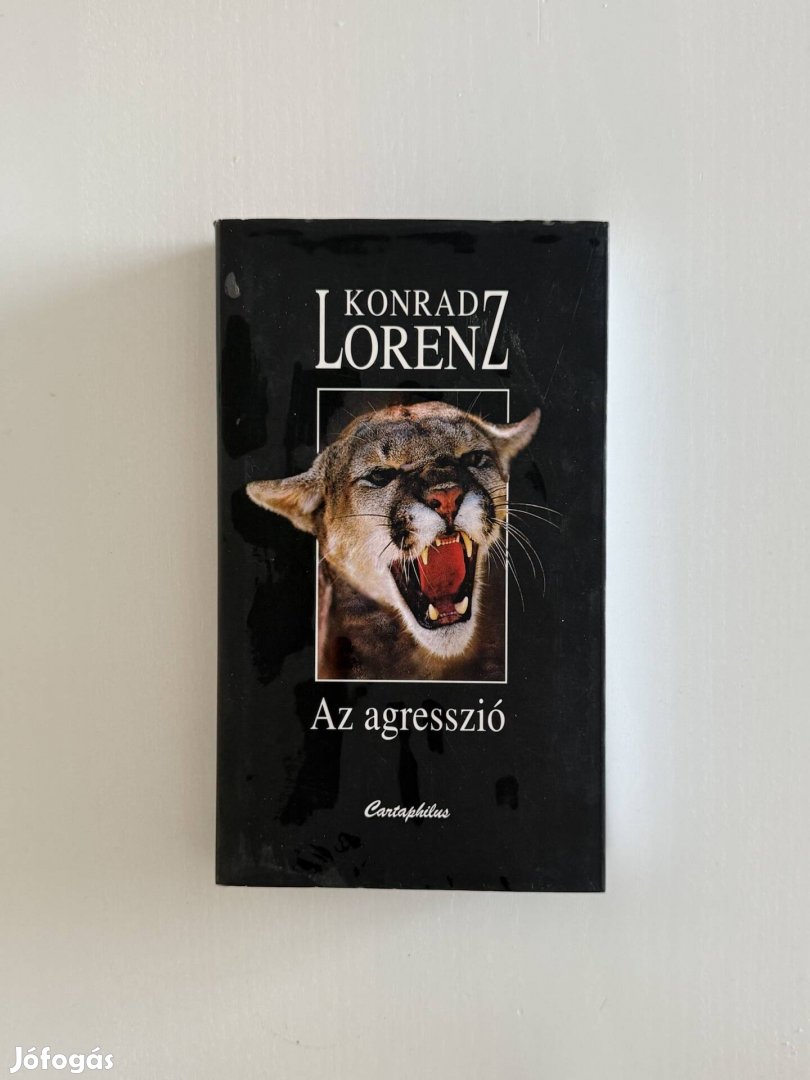 KONRAD
LORENZ
Az agresszió
Cartaphilus
Jófogás